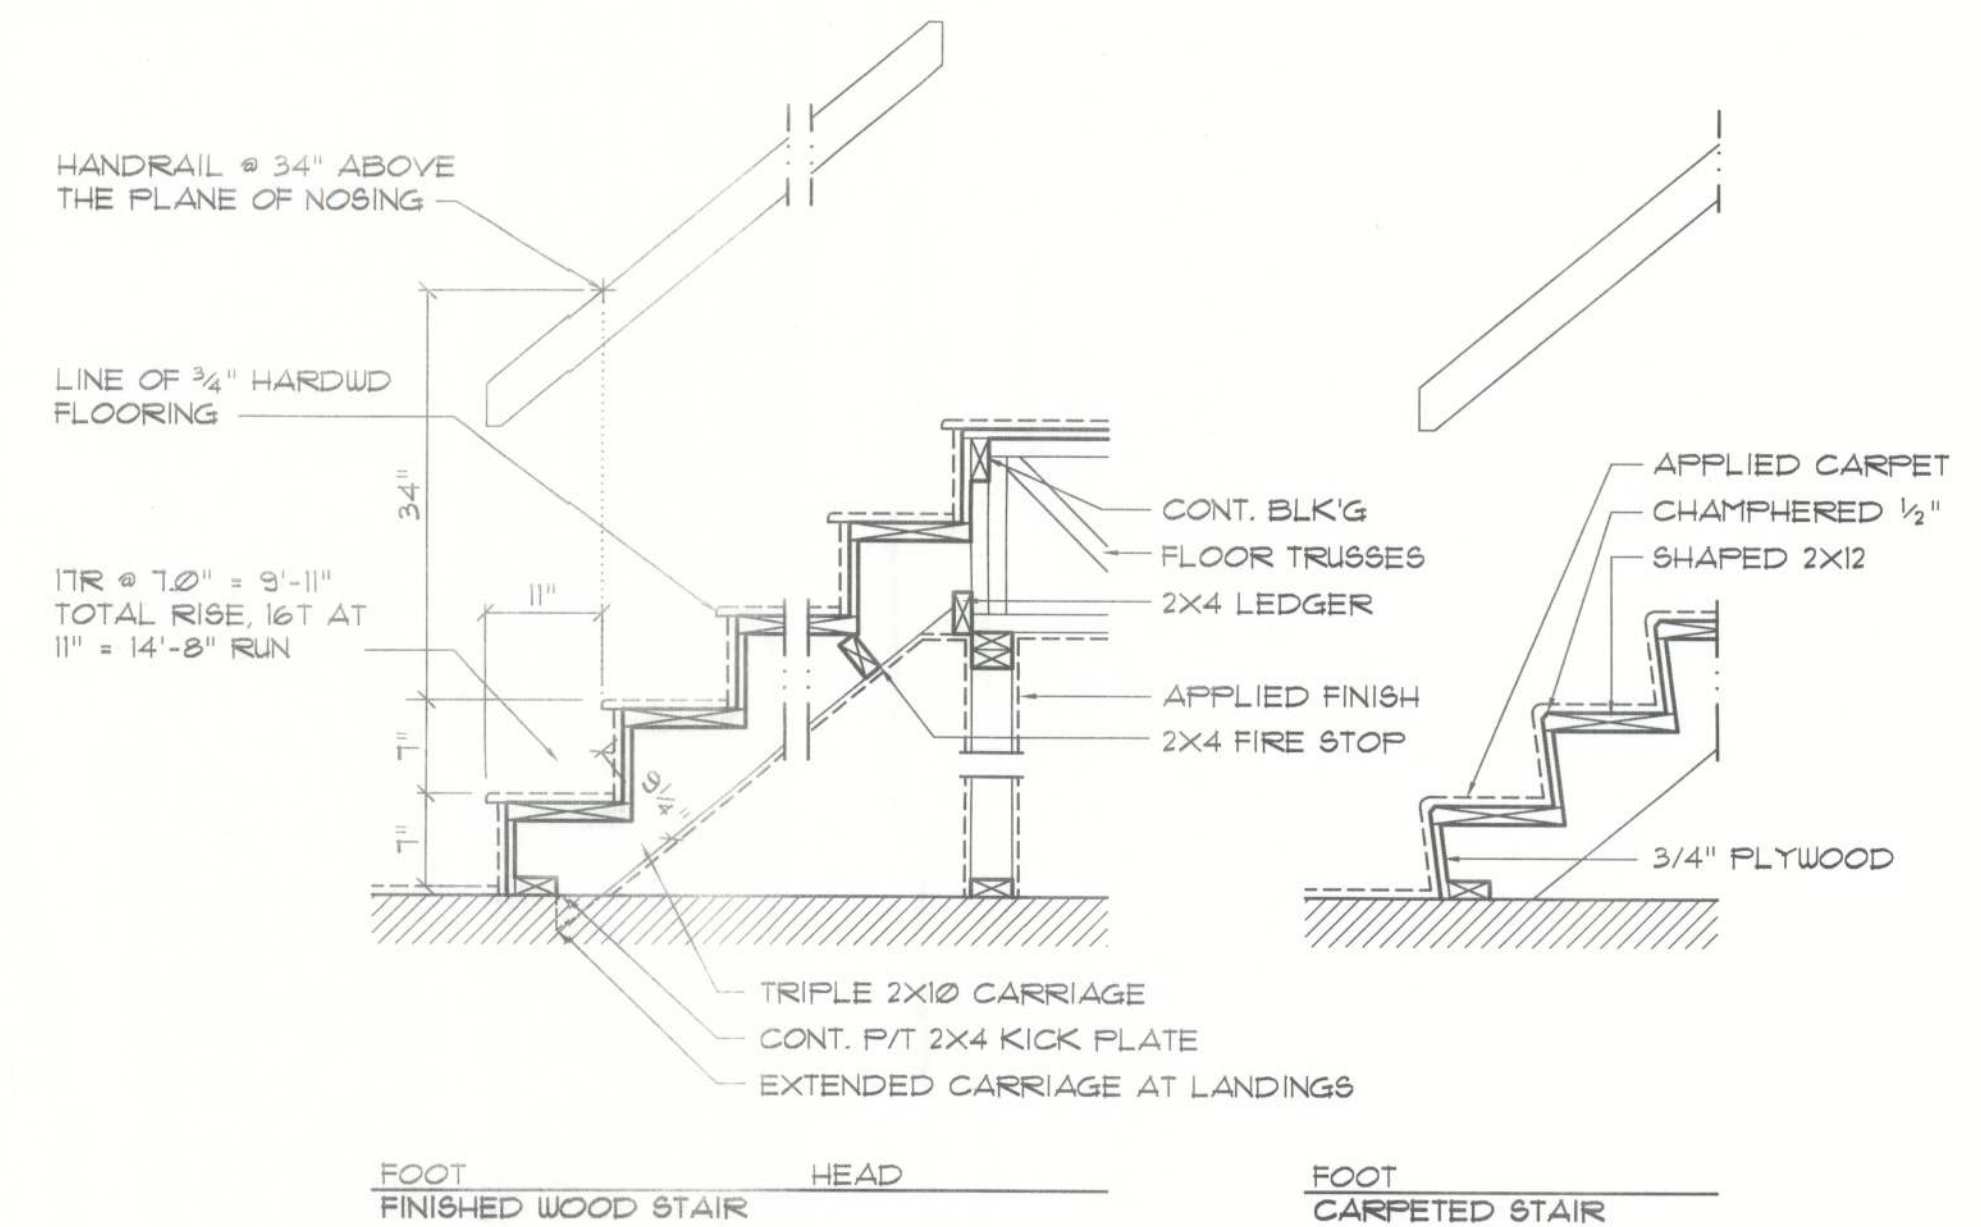 HANDRAIL @ 34" ABOVE
THE PLANE OF NOSING
LINE OF 3/4" HARDWD
FLOORING
34"
11"
17R @ 7.0" = 9'-11"
TOTAL RISE, 16T AT
11" = 14'-8" RUN
7"
7"
9 1/4"
CONT. BLK'G
FLOOR TRUSSES
2X4 LEDGER
APPLIED FINISH
2X4 FIRE STOP
TRIPLE 2X10 CARRIAGE
CONT. P/T 2X4 KICK PLATE
EXTENDED CARRIAGE AT LANDINGS
FOOT HEAD
FINISHED WOOD STAIR
APPLIED CARPET
CHAMPHERED 1/2"
SHAPED 2X12
3/4" PLYWOOD
FOOT
CARPETED STAIR